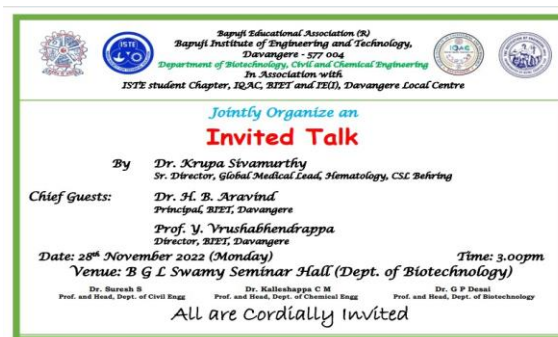 Bapuji Educational Association (R)
Bapuji Institute of Engineering and Technology,
Davangere - 577 004
Department of Biotechnology, Civil and Chemical Engineering
In Association with
ISTE student Chapter, IQAC, BIET and IE(I), Davangere Local Centre
Jointly Organize an
Invited Talk
By Dr. Krupa Sivamurthy
Sr. Director, Global Medical Lead, Hematology, CSL Behring
Chief Guests: Dr. H. B. Aravind
Principal, BIET, Davangere
Prof. Y. Vrushabhendrappa
Director, BIET, Davangere
Date: 28th November 2022 (Monday) Time: 3.00pm
Venue: B G L Swamy Seminar Hall (Dept. of Biotechnology)
Dr. Suresh S Dr. Kalleshappa C M Dr. G P Desai
Prof. and Head, Dept. of Civil Engg Prof. and Head, Dept. of Chemical Engg Prof. and Head, Dept. of Biotechnology
All are Cordially Invited
ISTE
IQAC